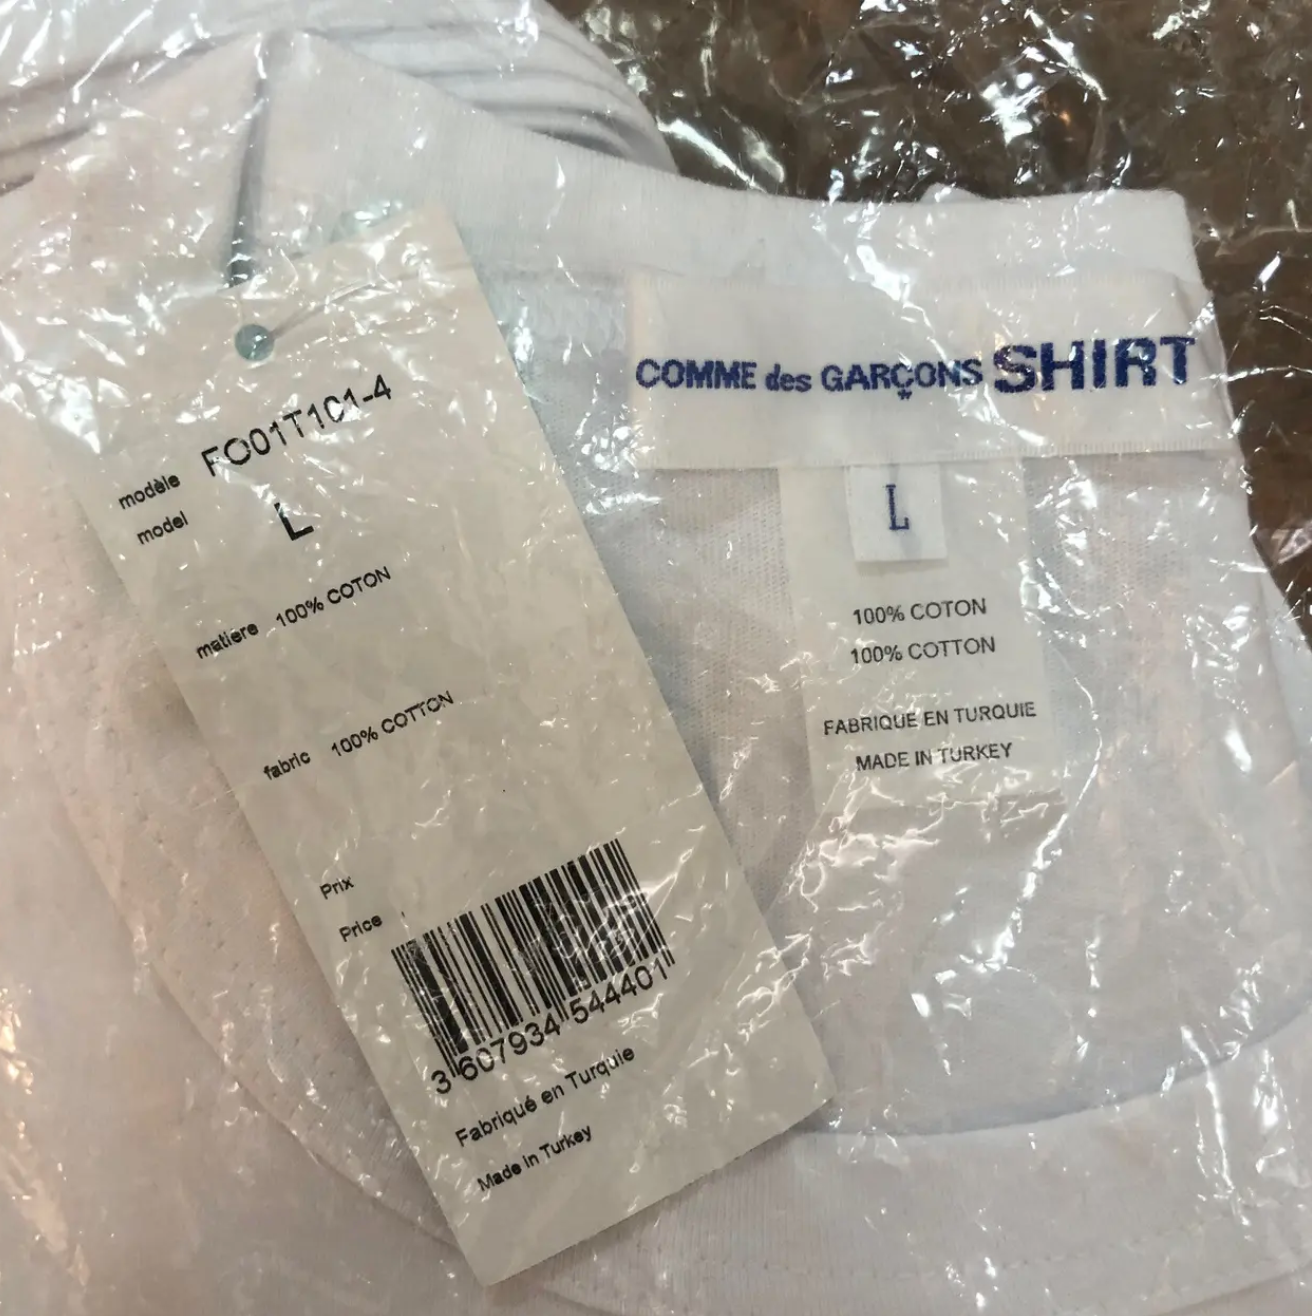 modèle FO01T101-4
model L
matière 100% COTON
fabric 100% COTTON
Prix
Price
3 607934 544401
Fabriqué en Turquie
Made in Turkey
COMME des GARÇONS SHIRT
L
100% COTON
100% COTTON
FABRIQUE EN TURQUIE
MADE IN TURKEY